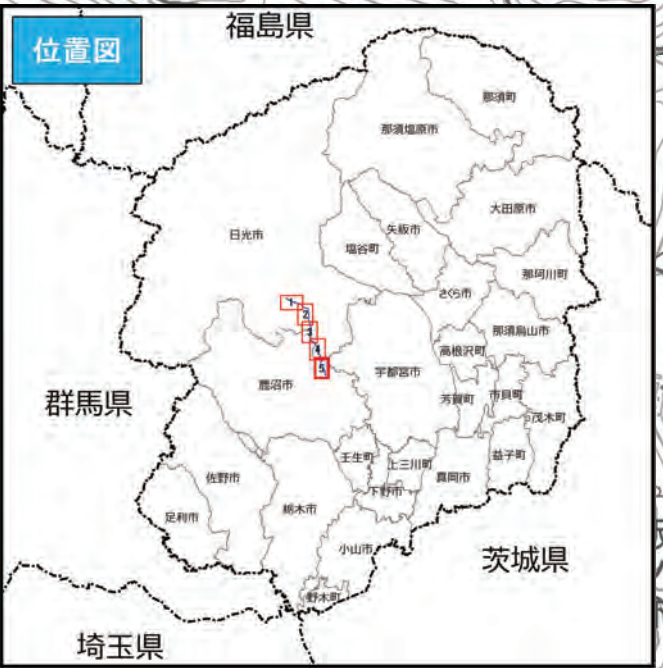 福島県
位置図
那須町
那須塩原市
大田原市
日光市
矢板市
塩谷町
那珂川町
さくら市
1
2
3
4
5
那須烏山市
高根沢町
宇都宮市
鹿沼市
群馬県
芳賀町
市貝町
茂木町
壬生町
上三川町
益子町
佐野市
真岡市
下野市
栃木市
足利市
小山市
茨城県
野木町
埼玉県